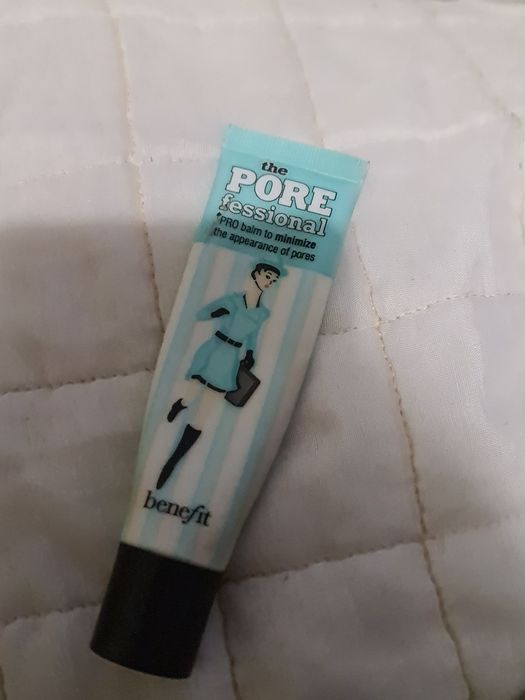 the
PORE
fessional
*PRO balm to minimize
the appearance of pores
benefit